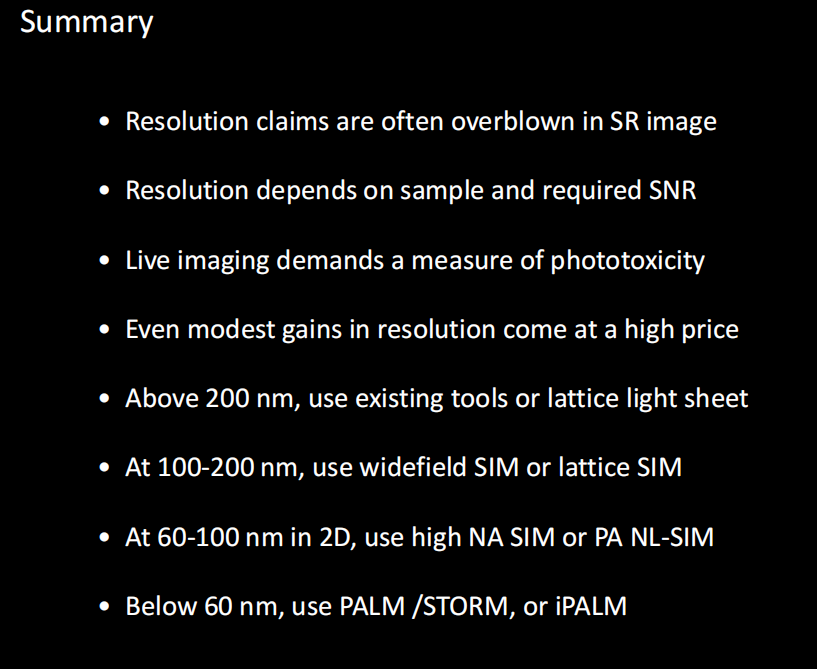 Summary
• Resolution claims are often overblown in SR image
• Resolution depends on sample and required SNR
• Live imaging demands a measure of phototoxicity
• Even modest gains in resolution come at a high price
• Above 200 nm, use existing tools or lattice light sheet
• At 100-200 nm, use widefield SIM or lattice SIM
• At 60-100 nm in 2D, use high NA SIM or PA NL-SIM
• Below 60 nm, use PALM /STORM, or iPALM